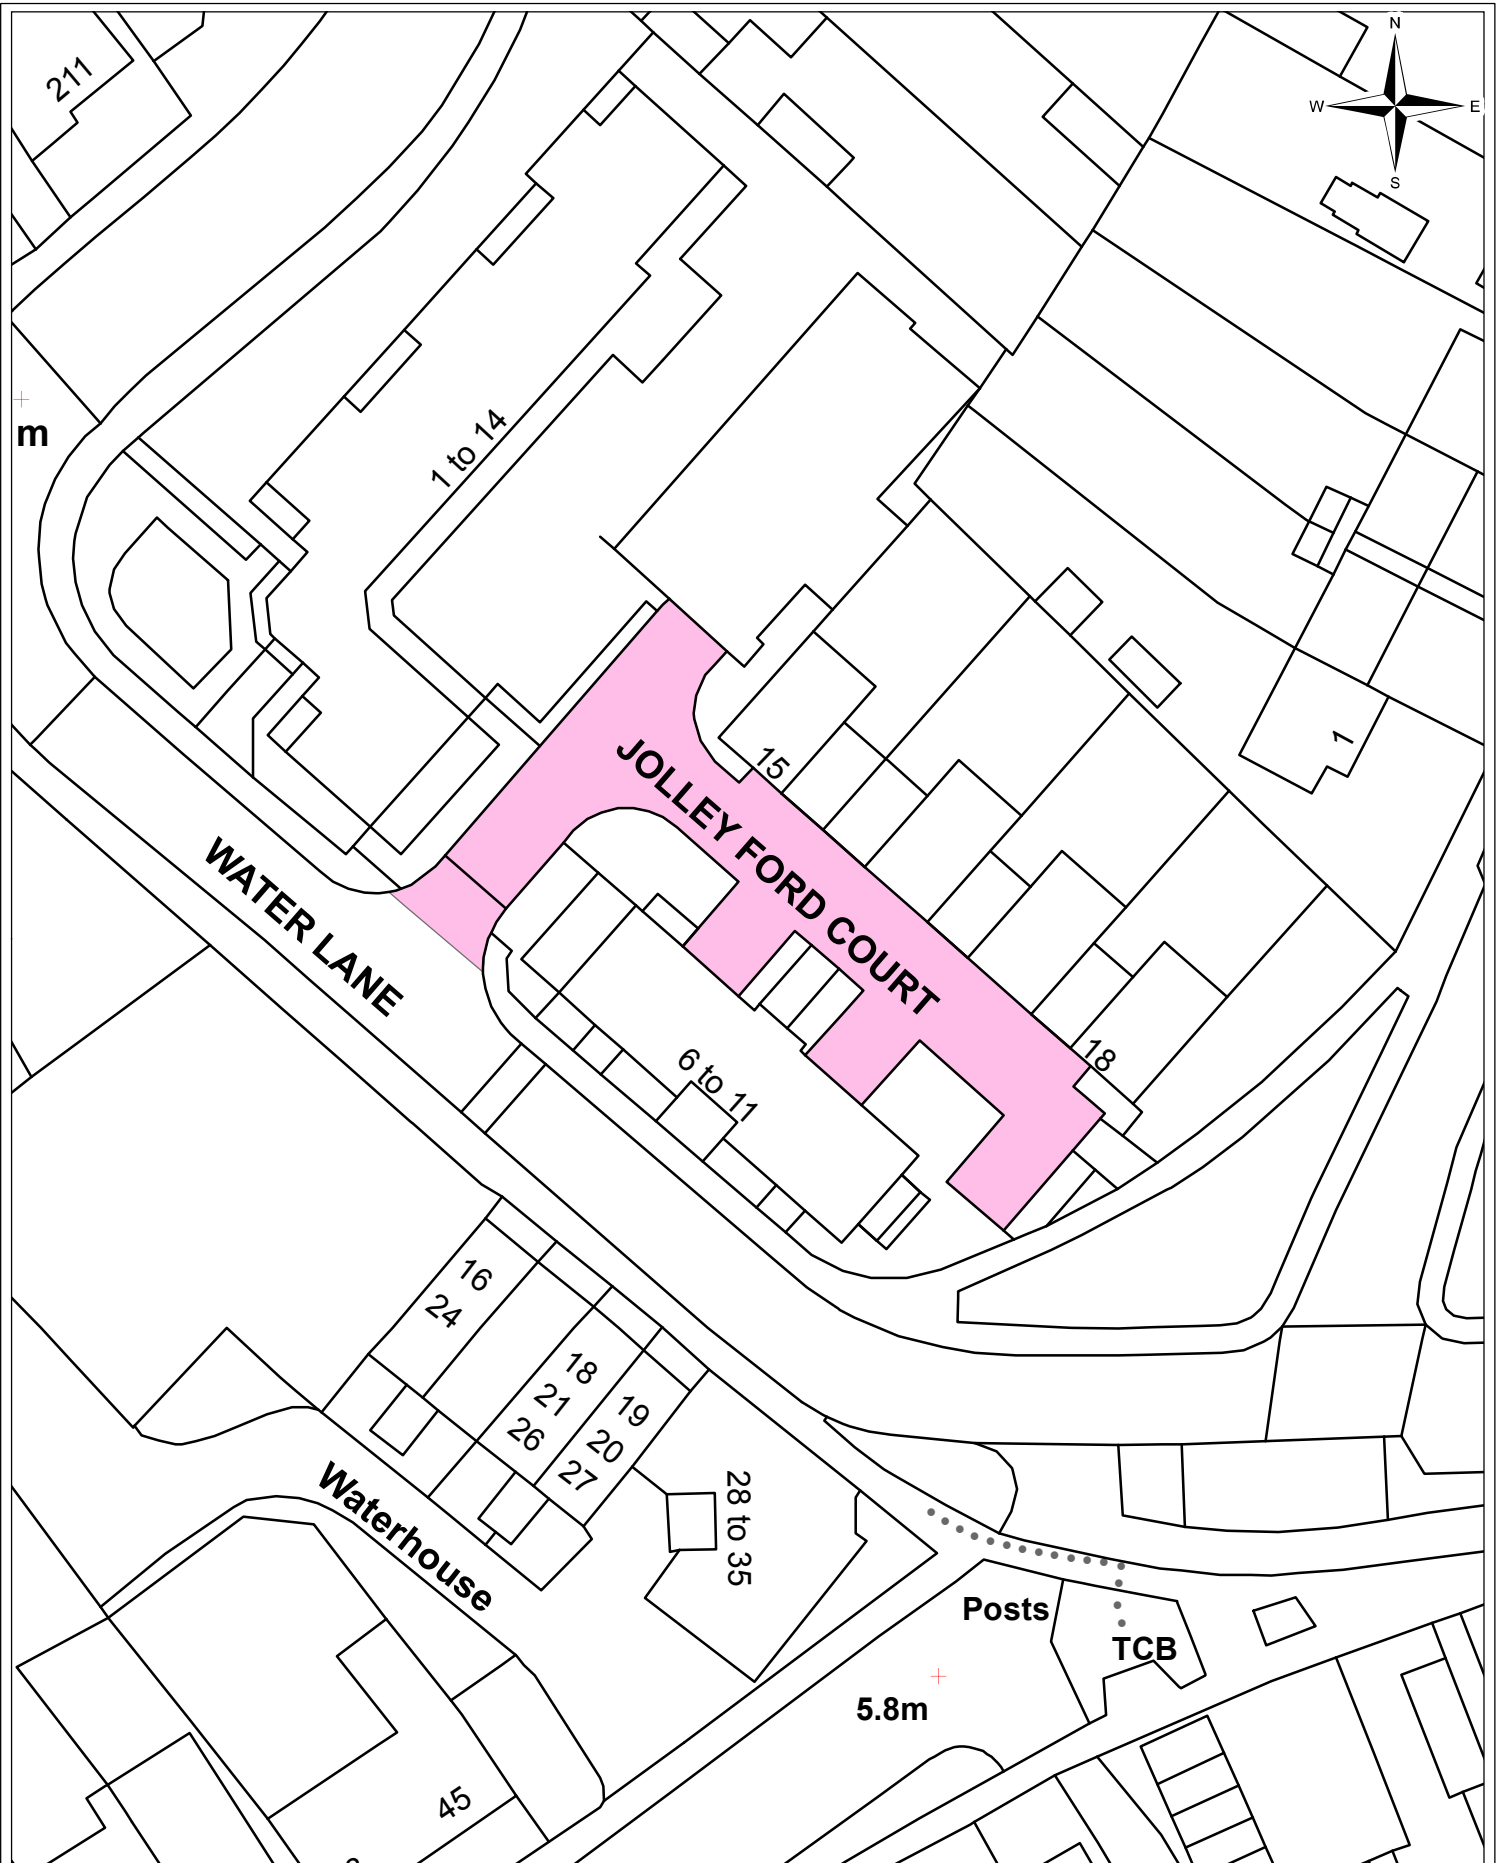 N
W E
S
211
m
1 to 14
15
JOLLEY FORD COURT
WATER LANE
1
18
6 to 11
16
24
18
21
26
19
20
27
28 to 35
Waterhouse
Posts
TCB
5.8m
45